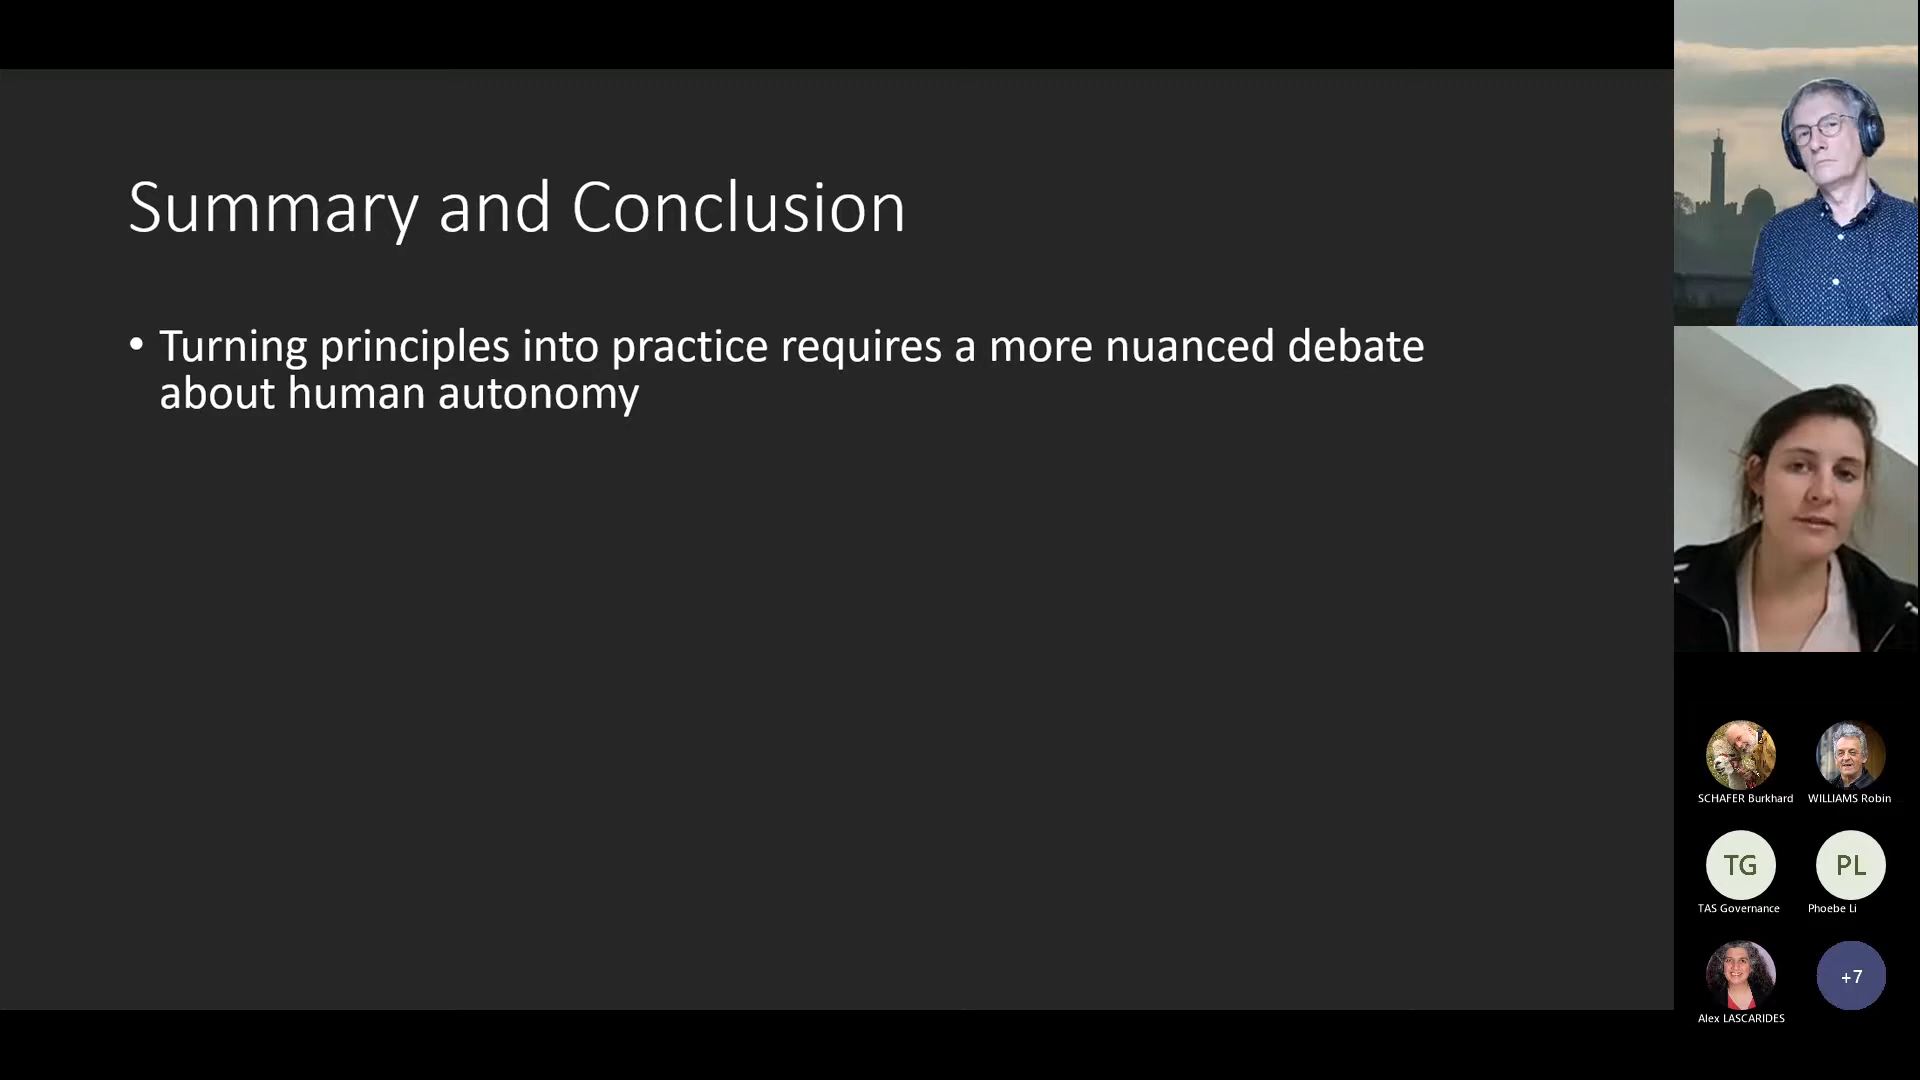 Summary and Conclusion
• Turning principles into practice requires a more nuanced debate
about human autonomy
SCHAFER Burkhard
WILLIAMS Robin
TG
PL
TAS Governance
Phoebe Li
+7
Alex LASCARIDES